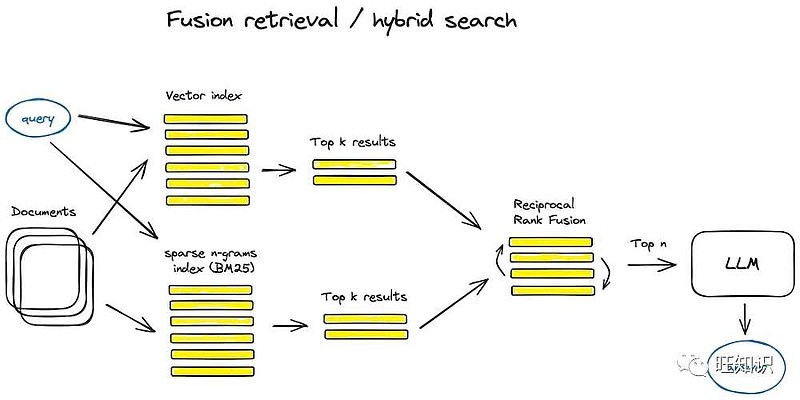 Fusion retrieval / hybrid search
Vector index
query
Top k results
Documents
Reciprocal
Rank Fusion
Top n
LLM
sparse n-grams
index (BM25)
Top k results
旺知识